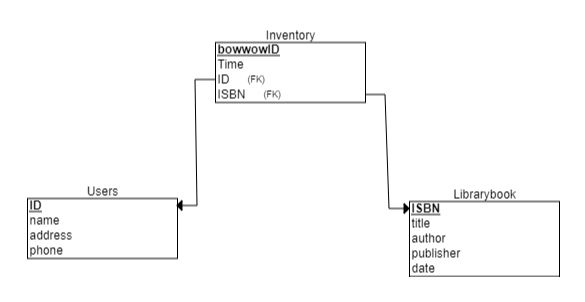 Inventory
bowwowID
Time
ID (FK)
ISBN (FK)
Users
ID
name
address
phone
Librarybook
ISBN
title
author
publisher
date